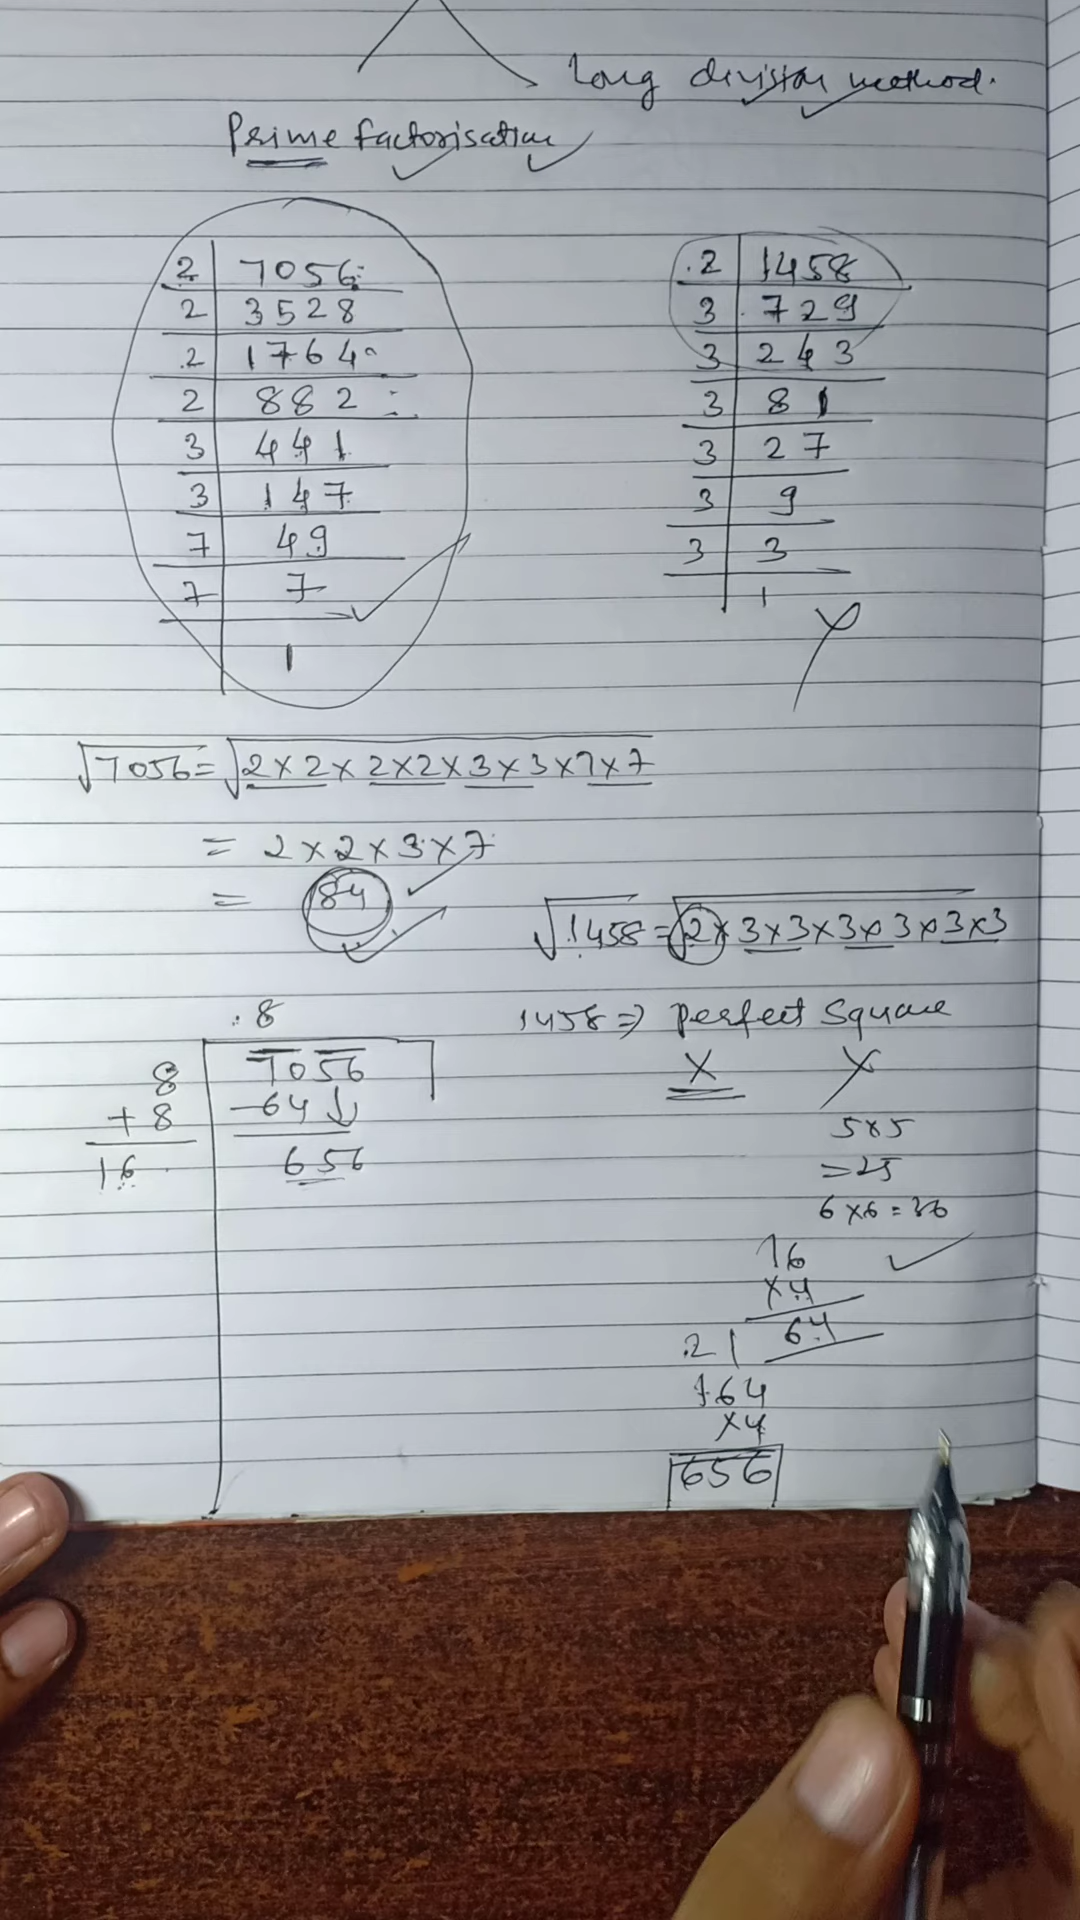 Long division method.
Prime factorisation
2 | 7056
2 | 3528
2 | 1764
2 | 882
3 | 441
3 | 147
7 | 49
7 | 7
1
2 | 1458
3 | 729
3 | 243
3 | 81
3 | 27
3 | 9
3 | 3
1
√7056 = √2×2×2×2×3×3×7×7
= 2×2×3×7
= 84
√1458 = √2×3×3×3×3×3×3
1458 ⇒ Perfect Square
X
8
8 | 7056
+8 | -64↓
16 | 656
5×5
=25
6×6=36
16
×4
64
2
164
×4
656